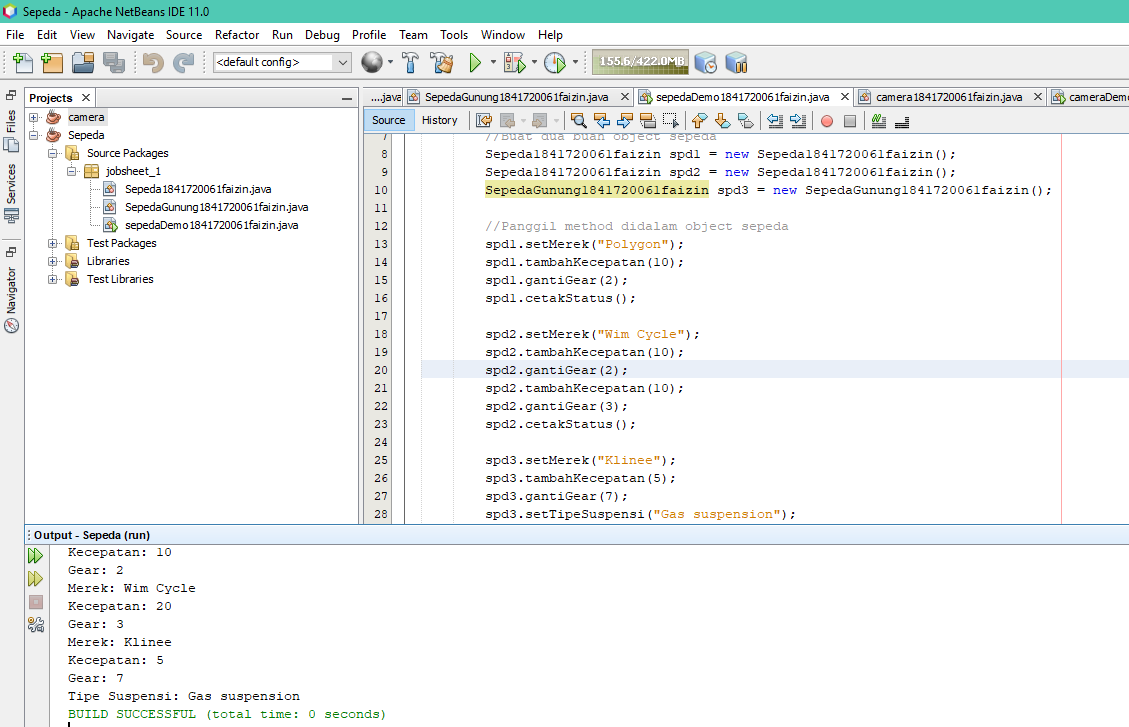 Sepeda - Apache NetBeans IDE 11.0
File Edit View Navigate Source Refactor Run Debug Profile Team Tools Window Help
<default config>
155.6/422.0MB
Files
Services
Navigator
Projects
camera
Sepeda
Source Packages
jobsheet_1
Sepeda1841720061faizin.java
SepedaGunung1841720061faizin.java
sepedaDemo1841720061faizin.java
Test Packages
Libraries
Test Libraries
....java SepedaGunung1841720061faizin.java sepedaDemo1841720061faizin.java camera1841720061faizin.java cameraDemo
Source History
7 //Buat dua buah object sepeda
8 Sepeda1841720061faizin spd1 = new Sepeda1841720061faizin();
9 Sepeda1841720061faizin spd2 = new Sepeda1841720061faizin();
10 SepedaGunung1841720061faizin spd3 = new SepedaGunung1841720061faizin();
11
12 //Panggil method didalam object sepeda
13 spd1.setMerek("Polygon");
14 spd1.tambahKecepatan(10);
15 spd1.gantiGear(2);
16 spd1.cetakStatus();
17
18 spd2.setMerek("Wim Cycle");
19 spd2.tambahKecepatan(10);
20 spd2.gantiGear(2);
21 spd2.tambahKecepatan(10);
22 spd2.gantiGear(3);
23 spd2.cetakStatus();
24
25 spd3.setMerek("Klinee");
26 spd3.tambahKecepatan(5);
27 spd3.gantiGear(7);
28 spd3.setTipeSuspensi("Gas suspension");
Output - Sepeda (run)
Kecepatan: 10
Gear: 2
Merek: Wim Cycle
Kecepatan: 20
Gear: 3
Merek: Klinee
Kecepatan: 5
Gear: 7
Tipe Suspensi: Gas suspension
BUILD SUCCESSFUL (total time: 0 seconds)